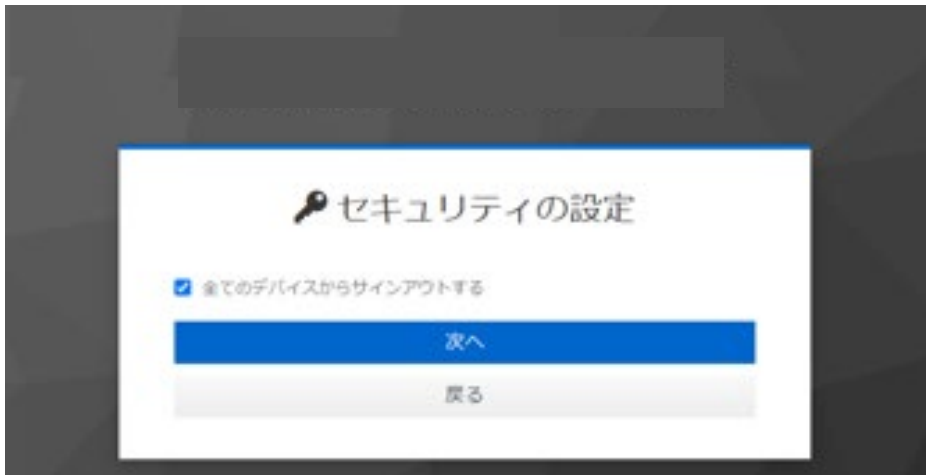 セキュリティの設定
全てのデバイスからサインアウトする
次へ
戻る